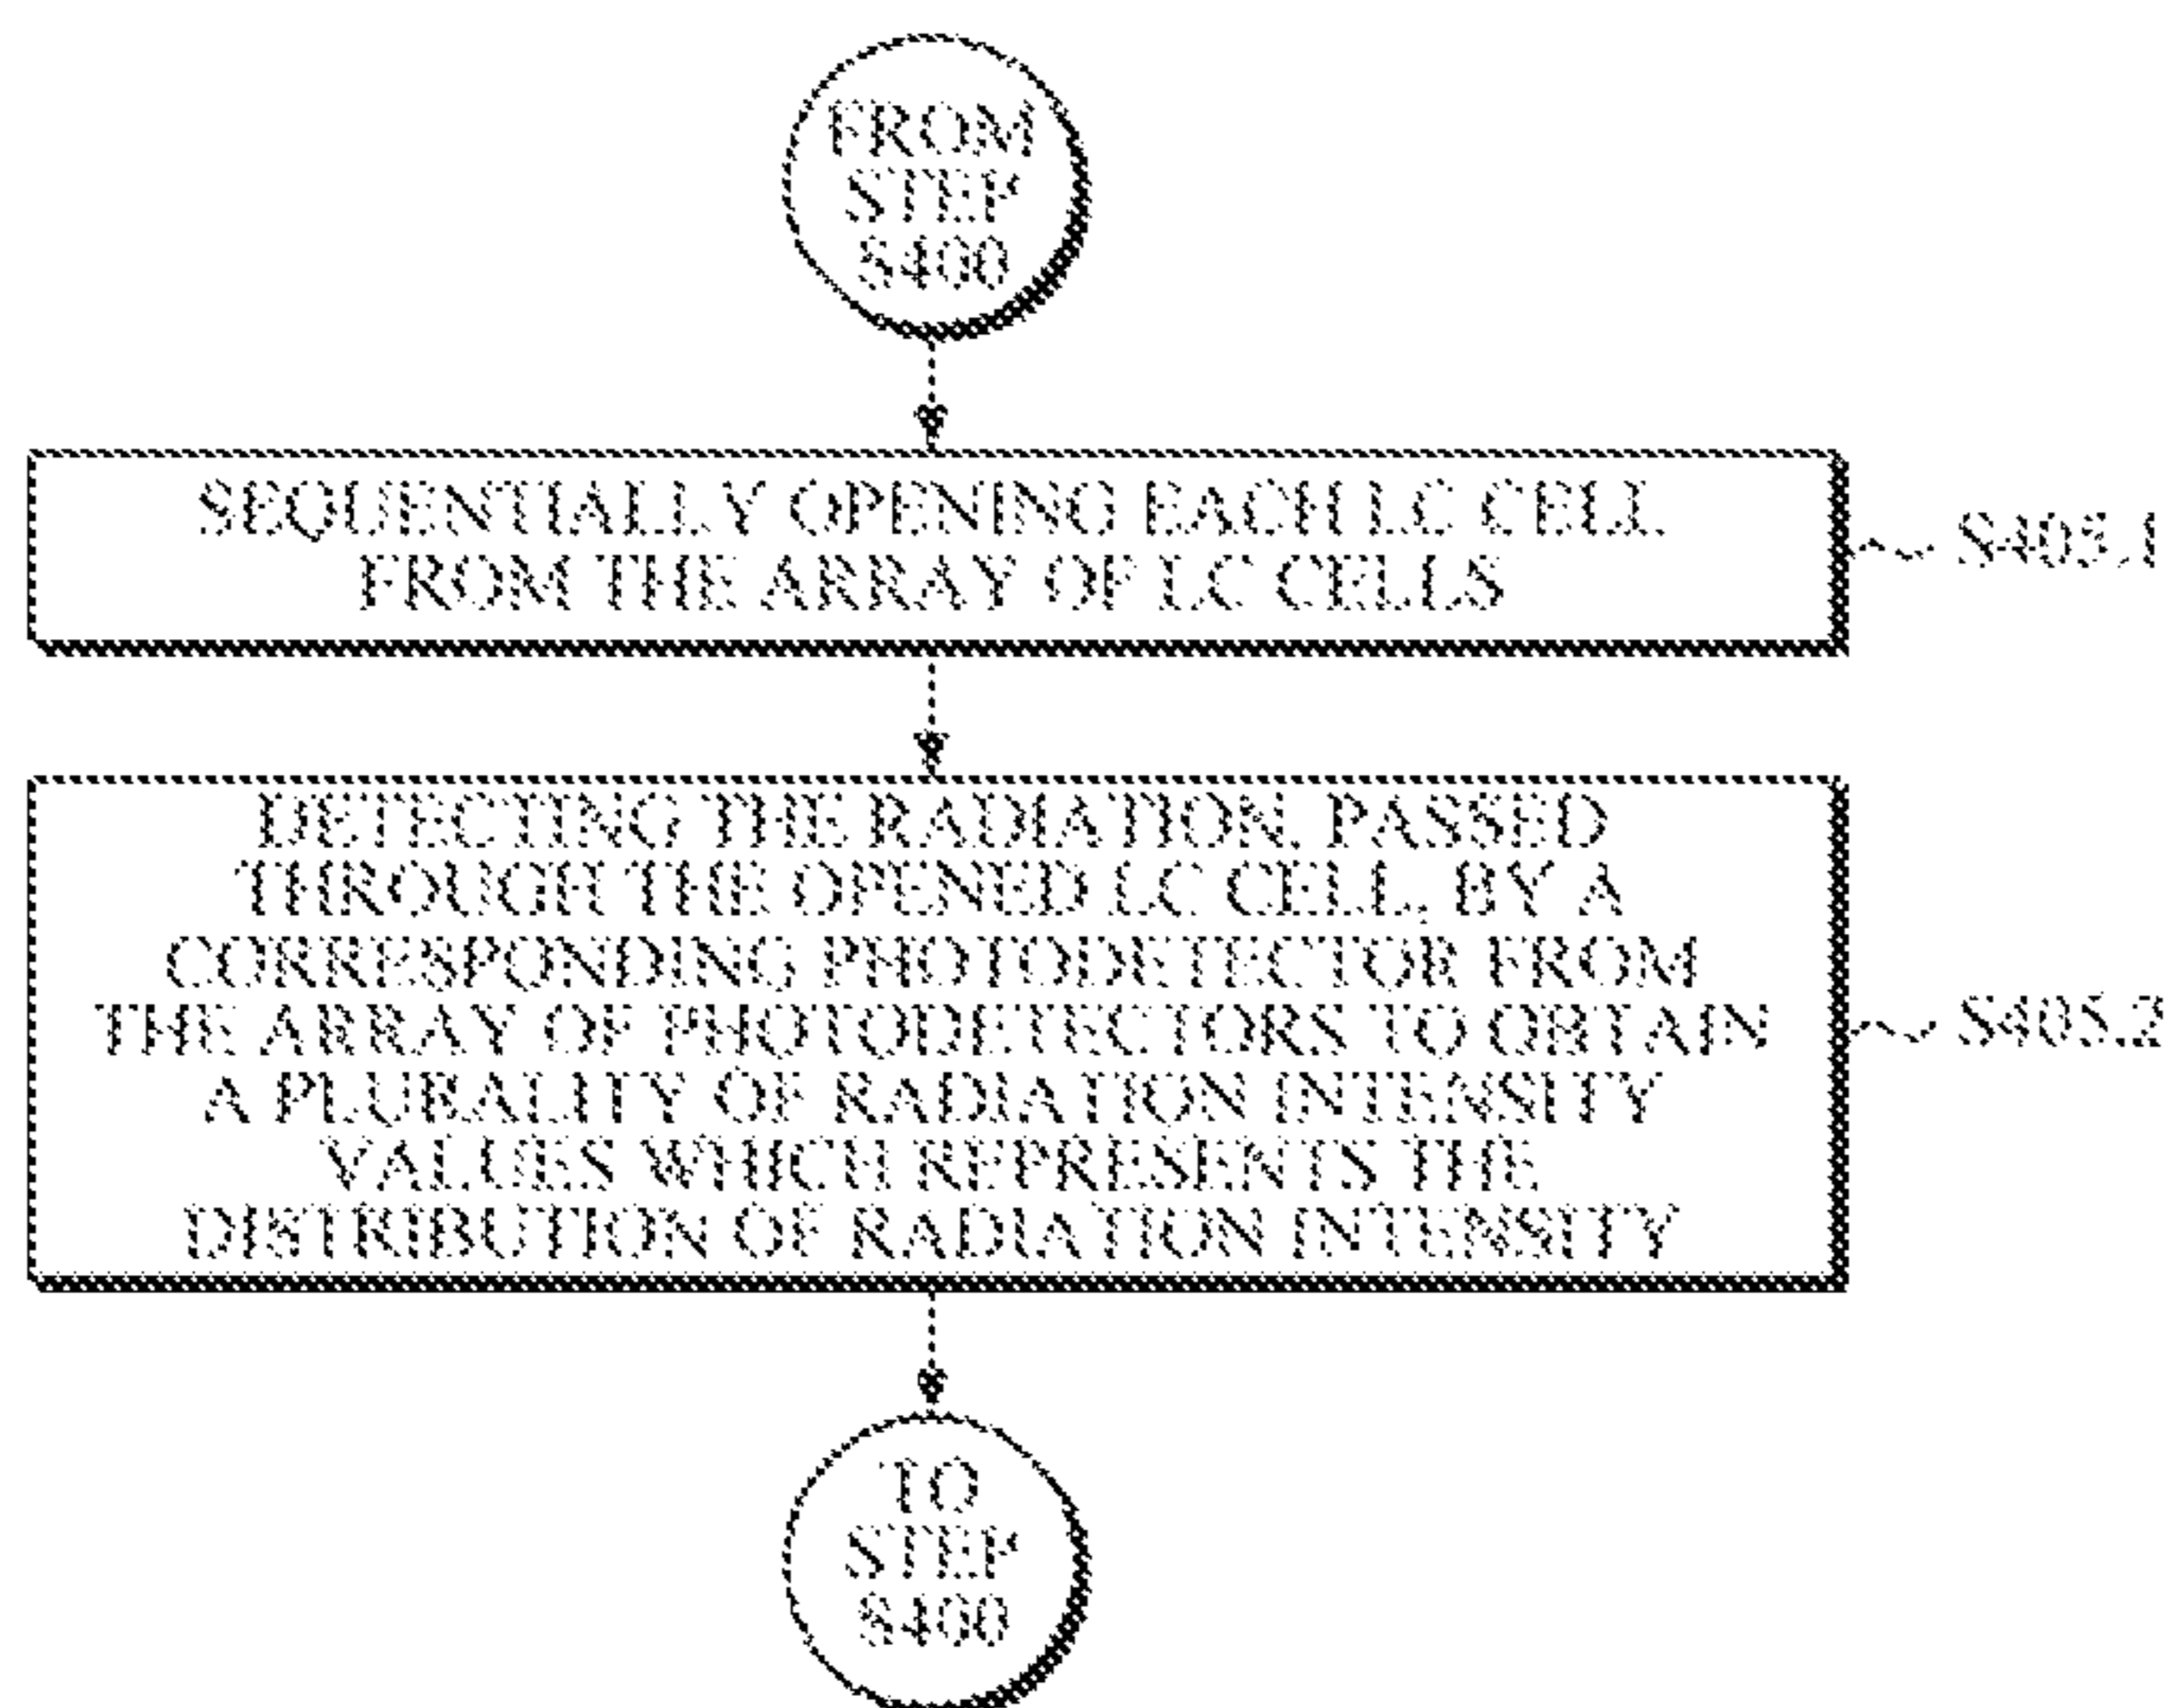 FROM
STEP
S400
SEQUENTIALLY OPENING EACH LC CELL
FROM THE ARRAY OF LC CELLS
S405.1
DETECTING THE RADIATION, PASSED
THROUGH THE OPENED LC CELL, BY A
CORRESPONDING PHOTODETECTOR FROM
THE ARRAY OF PHOTODETECTORS TO OBTAIN
A PLURALITY OF RADIATION INTENSITY
VALUES WHICH REPRESENTS THE
DISTRIBUTION OF RADIATION INTENSITY
S405.2
TO
STEP
S400